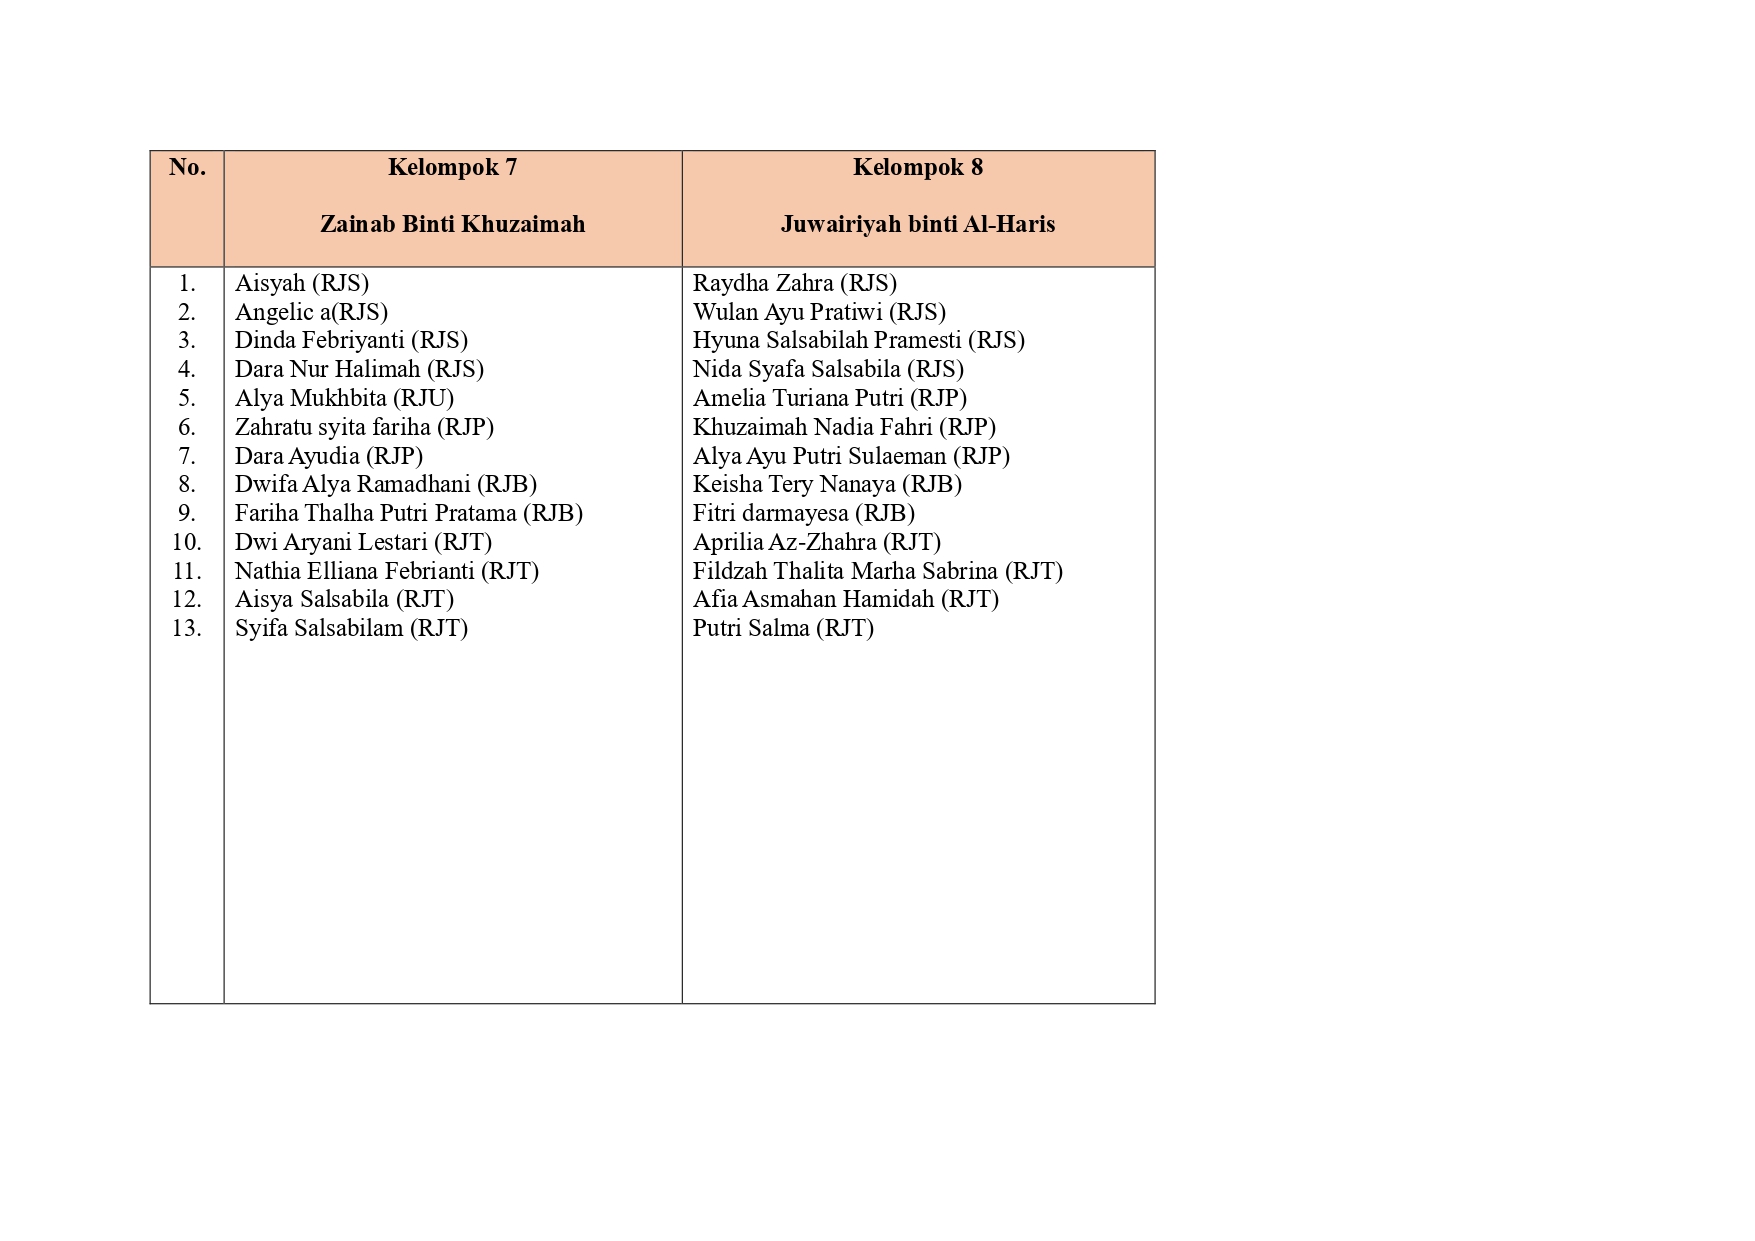 No. Kelompok 7 Kelompok 8
Zainab Binti Khuzaimah Juwairiyah binti Al-Haris
1. Aisyah (RJS) Raydha Zahra (RJS)
2. Angelic a(RJS) Wulan Ayu Pratiwi (RJS)
3. Dinda Febriyanti (RJS) Hyuna Salsabilah Pramesti (RJS)
4. Dara Nur Halimah (RJS) Nida Syafa Salsabila (RJS)
5. Alya Mukhbita (RJU) Amelia Turiana Putri (RJP)
6. Zahratu syita fariha (RJP) Khuzaimah Nadia Fahri (RJP)
7. Dara Ayudia (RJP) Alya Ayu Putri Sulaeman (RJP)
8. Dwifa Alya Ramadhani (RJB) Keisha Tery Nanaya (RJB)
9. Fariha Thalha Putri Pratama (RJB) Fitri darmayesa (RJB)
10. Dwi Aryani Lestari (RJT) Aprilia Az-Zhahra (RJT)
11. Nathia Elliana Febrianti (RJT) Fildzah Thalita Marha Sabrina (RJT)
12. Aisya Salsabila (RJT) Afia Asmahan Hamidah (RJT)
13. Syifa Salsabilam (RJT) Putri Salma (RJT)